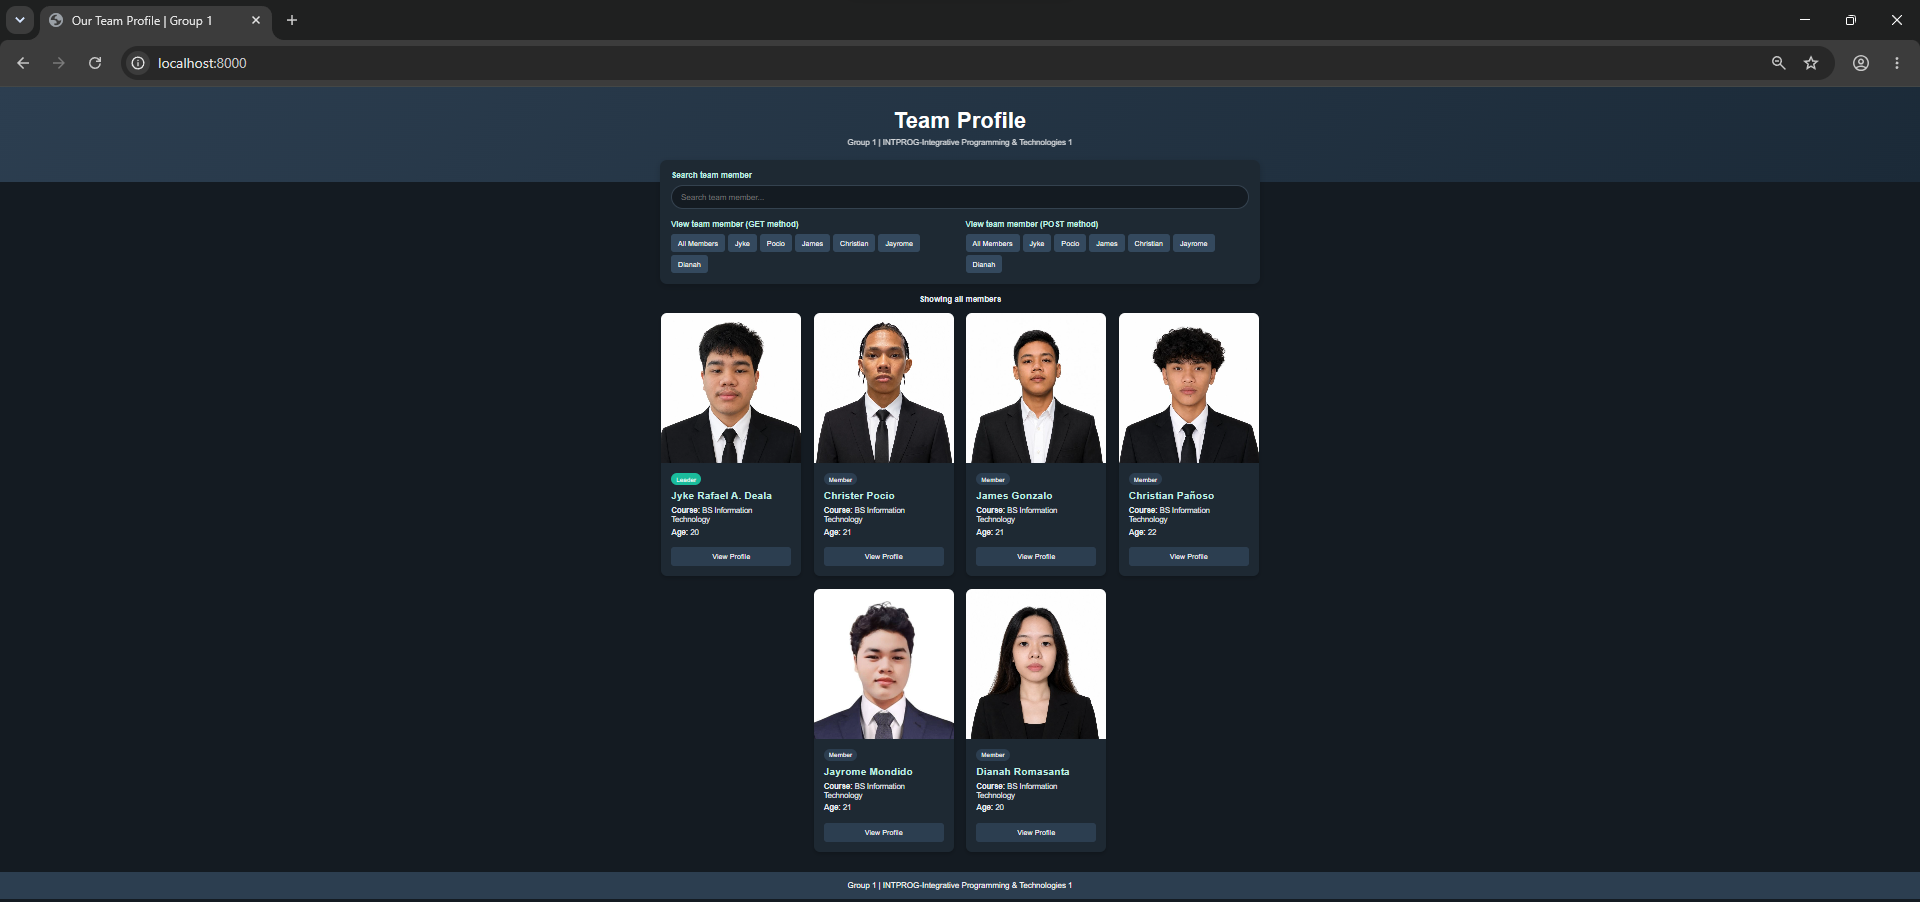 Our Team Profile | Group 1
localhost:8000
Team Profile
Group 1 | INTPROG-Integrative Programming & Technologies 1
Search team member
Search team member...
View team member (GET method)
All Members Jyke Pocio James Christian Jayrome
Dianah
View team member (POST method)
All Members Jyke Pocio James Christian Jayrome
Dianah
Showing all members
Leader
Jyke Rafael A. Deala
Course: BS Information
Technology
Age: 20
View Profile
Member
Christer Pocio
Course: BS Information
Technology
Age: 21
View Profile
Member
James Gonzalo
Course: BS Information
Technology
Age: 21
View Profile
Member
Christian Pañoso
Course: BS Information
Technology
Age: 22
View Profile
Member
Jayrome Mondido
Course: BS Information
Technology
Age: 21
View Profile
Member
Dianah Romasanta
Course: BS Information
Technology
Age: 20
View Profile
Group 1 | INTPROG-Integrative Programming & Technologies 1